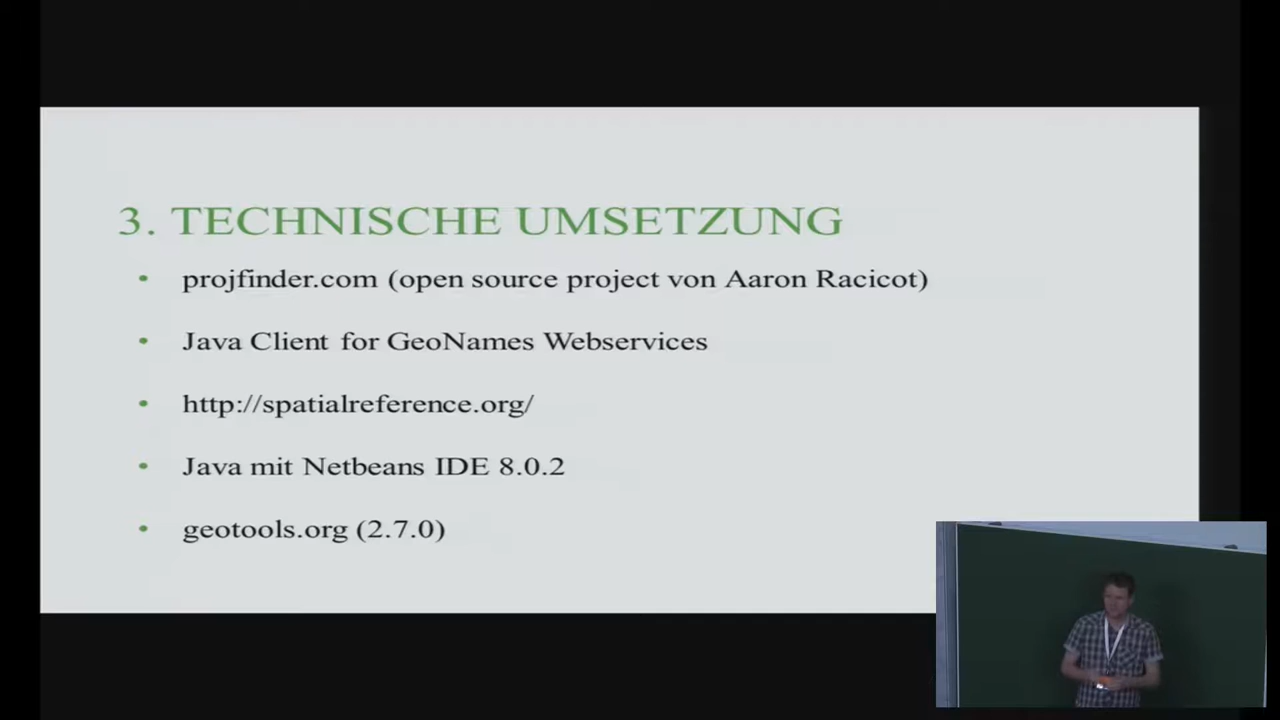 3. TECHNISCHE UMSETZUNG
• projfinder.com (open source project von Aaron Racicot)
• Java Client for GeoNames Webservices
• http://spatialreference.org/
• Java mit Netbeans IDE 8.0.2
• geotools.org (2.7.0)